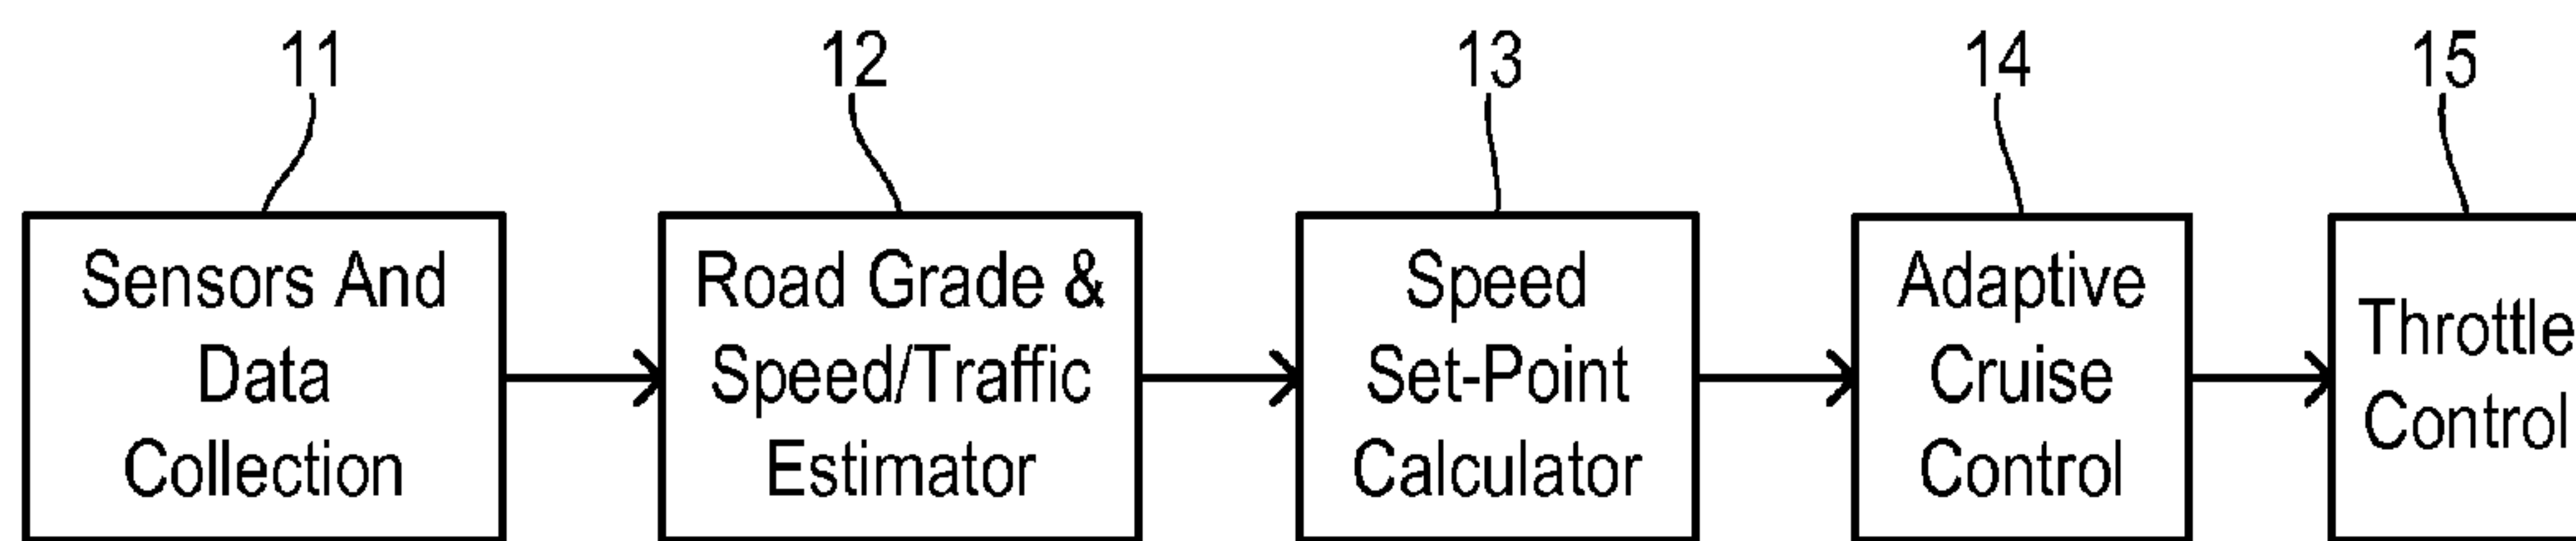 11
12
13
14
15
Sensors And
Data
Collection
Road Grade &
Speed/Traffic
Estimator
Speed
Set-Point
Calculator
Adaptive
Cruise
Control
Throttle
Control